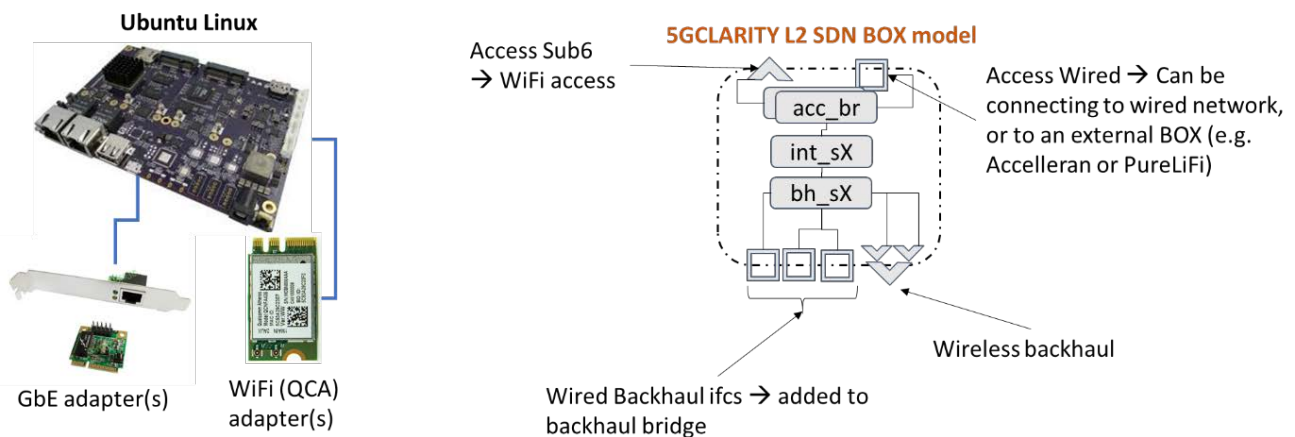 Ubuntu Linux
GbE adapter(s)
WiFi (QCA)
adapter(s)
5GCLARITY L2 SDN BOX model
Access Sub6
→ WiFi access
acc_br
int_sX
bh_sX
Access Wired → Can be
connecting to wired network,
or to an external BOX (e.g.
Accelleran or PureLiFi)
Wireless backhaul
Wired Backhaul ifcs → added to
backhaul bridge